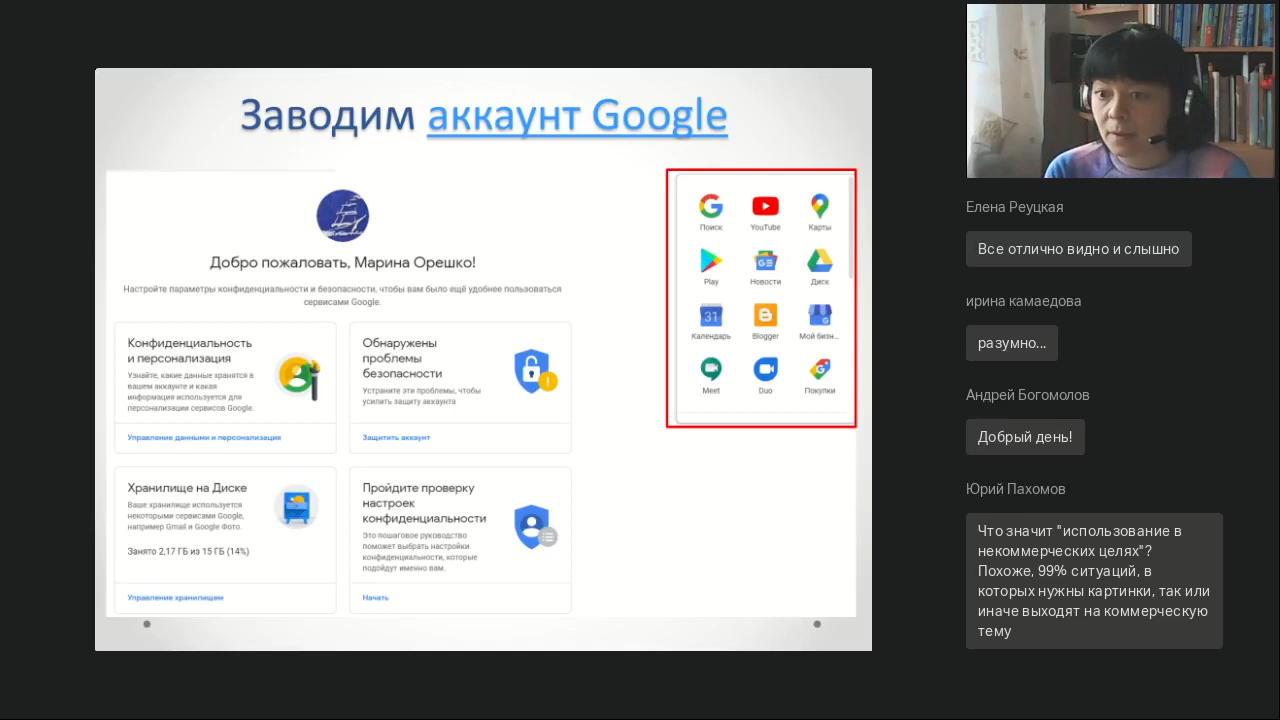 Заводим аккаунт Google
Добро пожаловать, Марина Орешко!
Настройте параметры конфиденциальности и безопасности, чтобы вам было ещё удобнее пользоваться
сервисами Google.
Конфиденциальность
и персонализация
Узнайте, какие данные хранятся в
вашем аккаунте и какая
информация используется для
персонализации сервисов Google.
Управление данными и персонализация
Обнаружены
проблемы
безопасности
Устраните эти проблемы, чтобы
усилить защиту аккаунта
Защитить аккаунт
Хранилище на Диске
Ваше хранилище используется
некоторыми сервисами Google,
например Gmail и Google Фото.
Занято 2,17 ГБ из 15 ГБ (14%)
Управление хранилищем
Пройдите проверку
настроек
конфиденциальности
Это пошаговое руководство
поможет выбрать настройки
конфиденциальности, которые
подойдут именно вам.
Начать
Поиск YouTube Карты
Play Новости Диск
31
Календарь Blogger Мой бизн...
Meet Duo Покупки
Елена Реуцкая
Все отлично видно и слышно
ирина камаедова
разумно...
Андрей Богомолов
Добрый день!
Юрий Пахомов
Что значит "использование в
некоммерческих целях"?
Похоже, 99% ситуаций, в
которых нужны картинки, так или
иначе выходят на коммерческую
тему